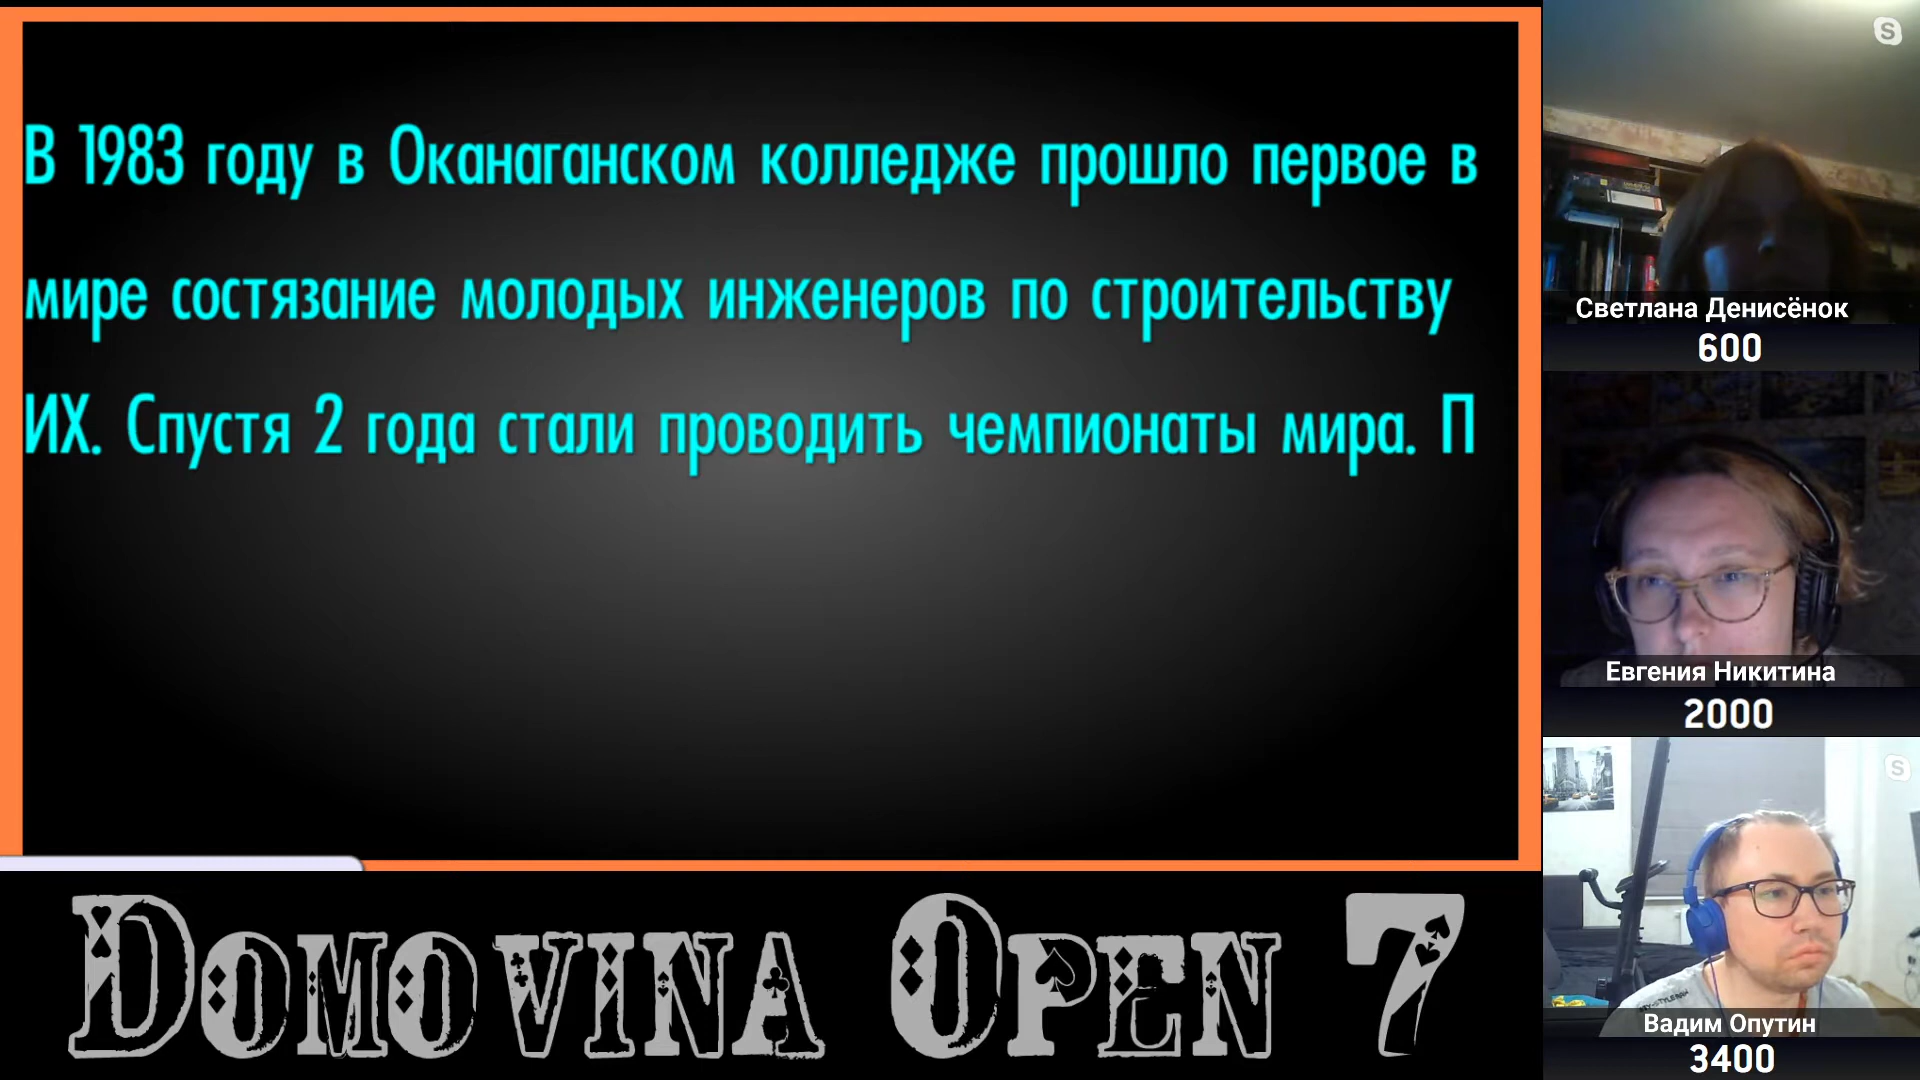 В 1983 году в Оканаганском колледже прошло первое в
мире состязание молодых инженеров по строительству
ИХ. Спустя 2 года стали проводить чемпионаты мира. П
Светлана Денисёнок
600
Евгения Никитина
2000
Вадим Опутин
3400
DOMOVINA OPEN 7